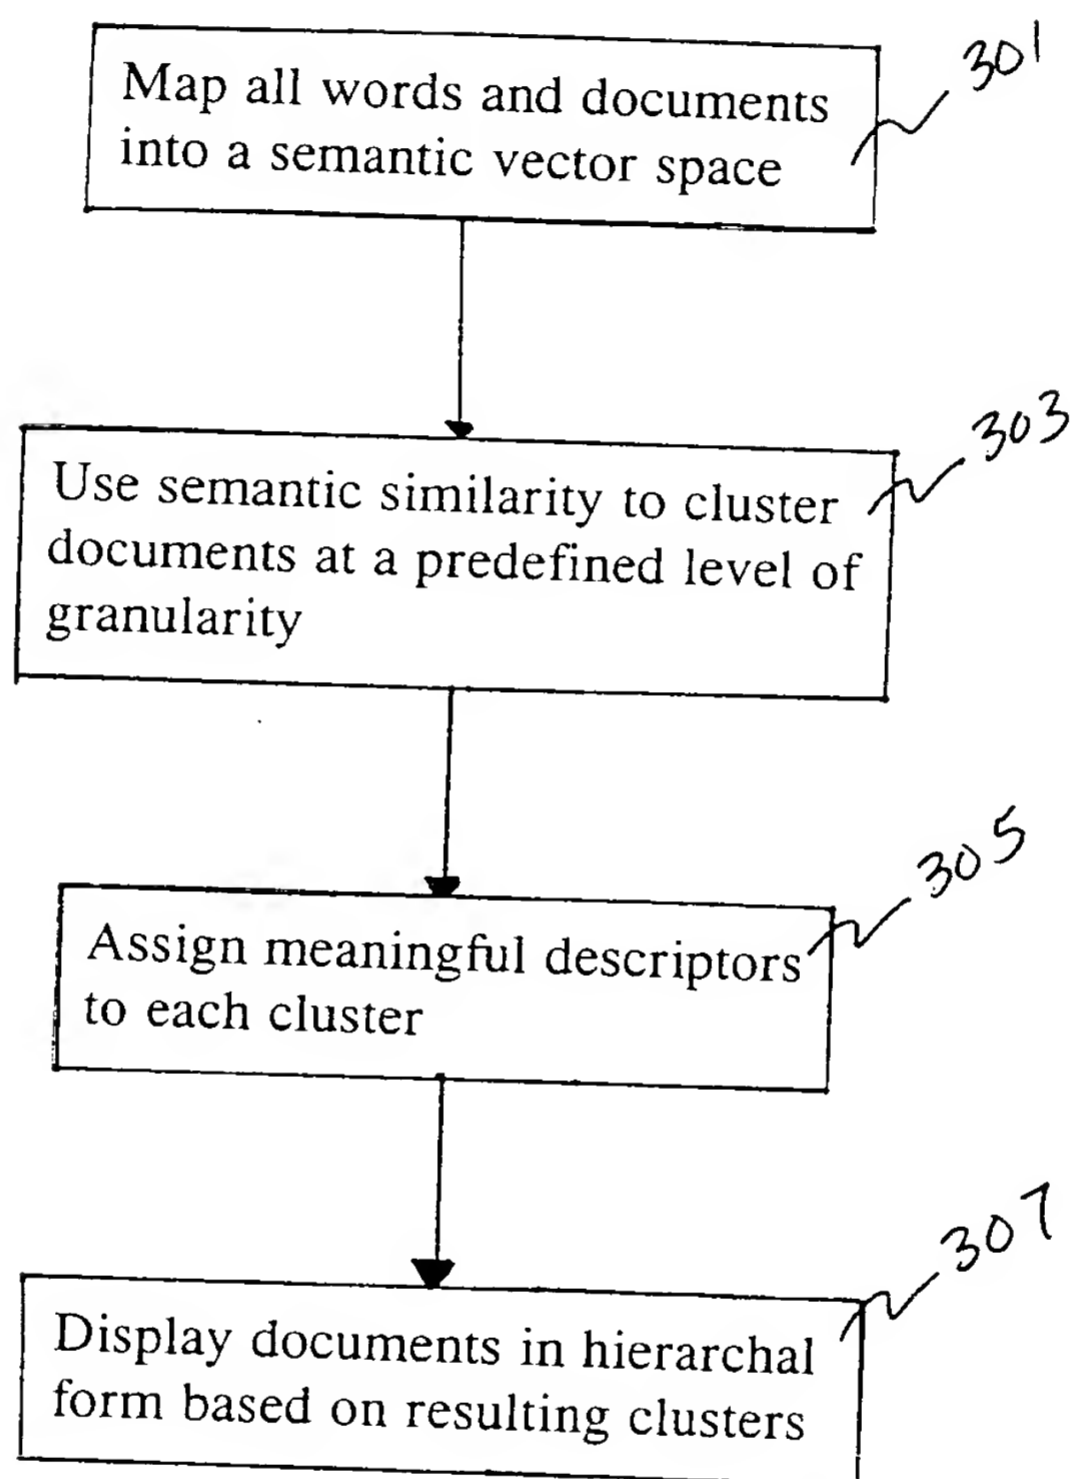 301
Map all words and documents
into a semantic vector space
303
Use semantic similarity to cluster
documents at a predefined level of
granularity
305
Assign meaningful descriptors
to each cluster
307
Display documents in hierarchal
form based on resulting clusters